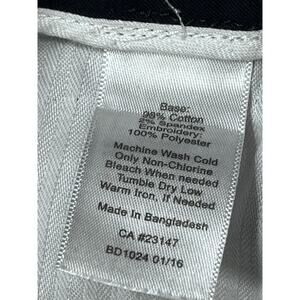 Base:
98% Cotton
2% Spandex
Embroidery:
100% Polyester
Machine Wash Cold
Only Non-Chlorine
Bleach When needed
Tumble Dry Low
Warm Iron, If Needed
Made In Bangladesh
CA #23147
BD1024 01/16